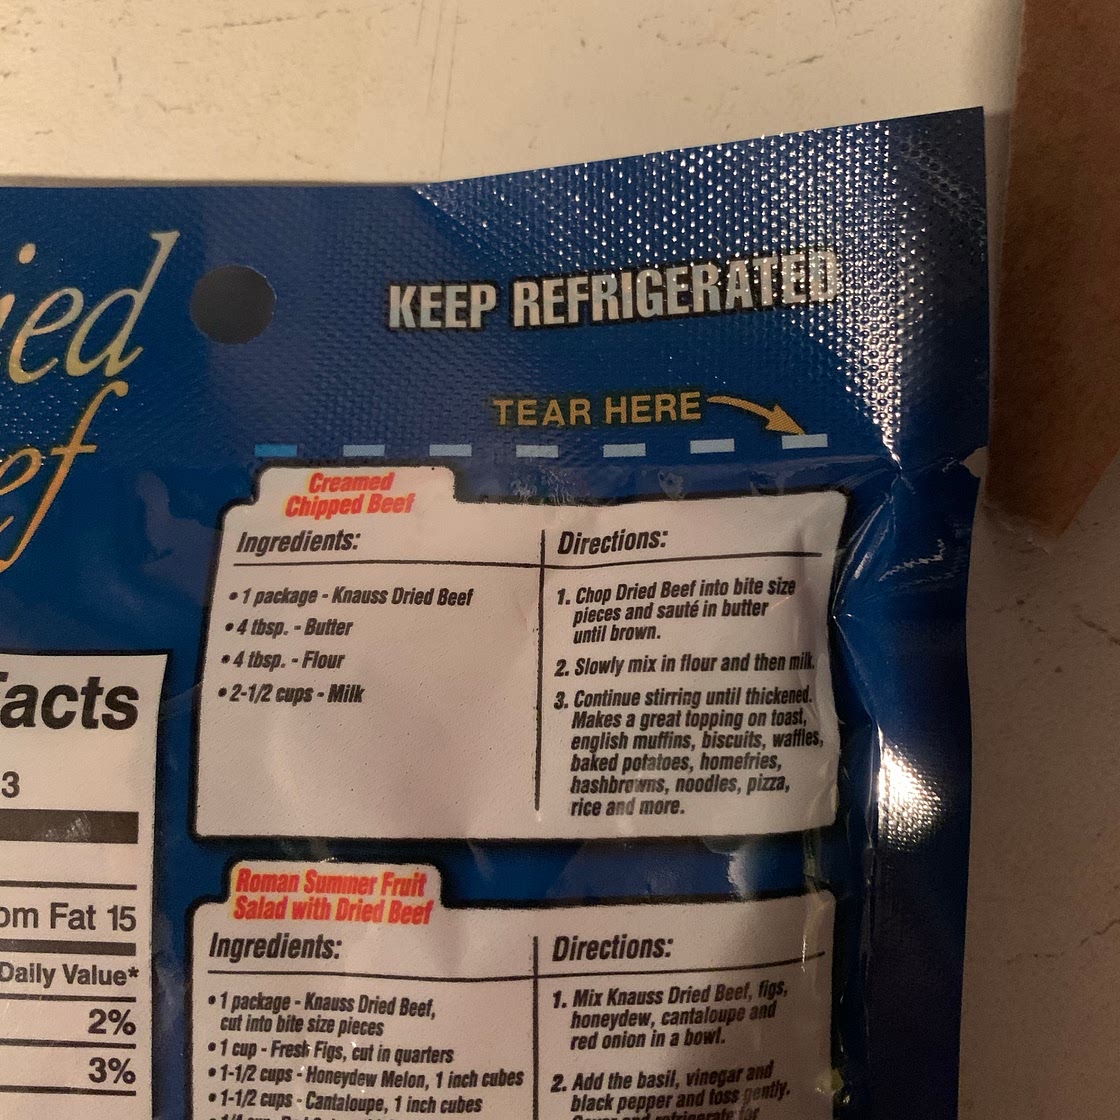 ied
ef
KEEP REFRIGERATED
TEAR HERE
Creamed
Chipped Beef
Ingredients:
• 1 package - Knauss Dried Beef
• 4 tbsp. - Butter
• 4 tbsp. - Flour
• 2-1/2 cups - Milk
Directions:
1. Chop Dried Beef into bite size
pieces and sauté in butter
until brown.
2. Slowly mix in flour and then milk.
3. Continue stirring until thickened.
Makes a great topping on toast,
english muffins, biscuits, waffles,
baked potatoes, homefries,
hashbrowns, noodles, pizza,
rice and more.
Facts
3
om Fat 15
Daily Value*
2%
3%
Roman Summer Fruit
Salad with Dried Beef
Ingredients:
• 1 package - Knauss Dried Beef,
cut into bite size pieces
• 1 cup - Fresh Figs, cut in quarters
• 1-1/2 cups - Honeydew Melon, 1 inch cubes
• 1-1/2 cups - Cantaloupe, 1 inch cubes
Directions:
1. Mix Knauss Dried Beef, figs,
honeydew, cantaloupe and
red onion in a bowl.
2. Add the basil, vinegar and
black pepper and toss gently.